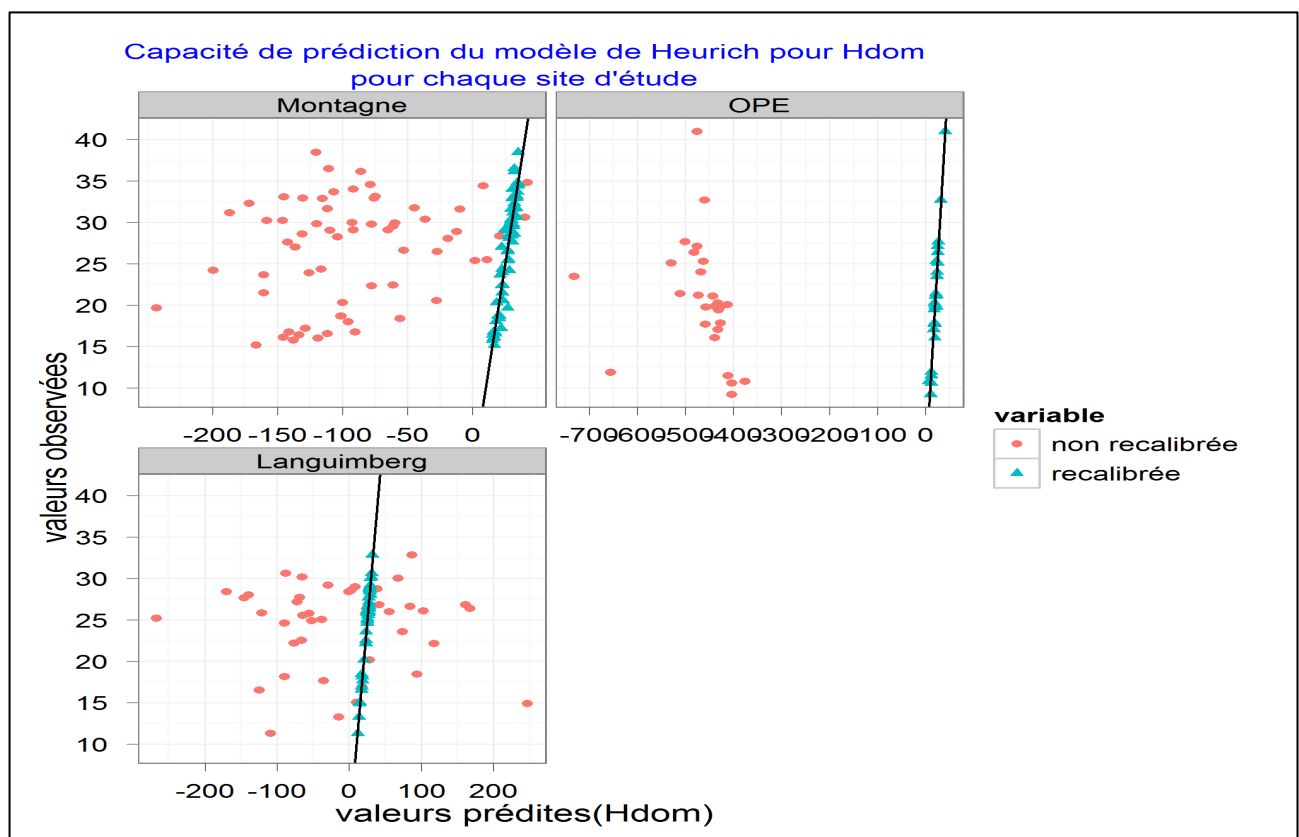 Capacité de prédiction du modèle de Heurich pour Hdom
pour chaque site d'étude
Montagne
OPE
40
35
30
25
20
15
10
-200 -150 -100 -50 0
-700 -600 -500 -400 -300 -200 -100 0
Languimberg
40
35
30
25
20
15
10
-200 -100 0 100 200
valeurs observées
valeurs prédites(Hdom)
variable
non recalibrée
recalibrée